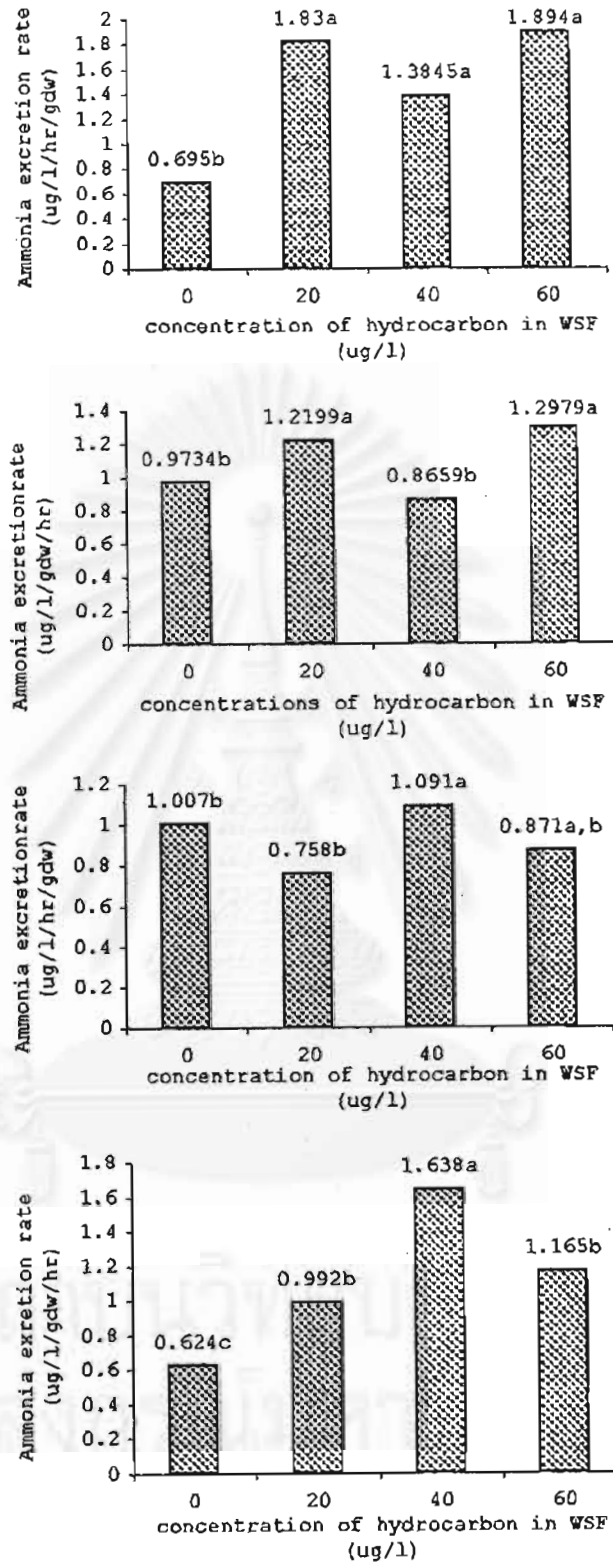 Ammonia excretion rate
(ug/l/hr/gdw)
2
1.8
1.6
1.4
1.2
1
0.8
0.6
0.4
0.2
0
0.695b
1.83a
1.3845a
1.894a
0 20 40 60
concentration of hydrocarbon in WSF
(ug/l)
Ammonia excretionrate
(ug/l/gdw/hr)
1.4
1.2
1
0.8
0.6
0.4
0.2
0
0.9734b
1.2199a
0.8659b
1.2979a
0 20 40 60
concentrations of hydrocarbon in WSF
(ug/l)
Ammonia excretionrate
(ug/l/hr/gdw)
1.2
1
0.8
0.6
0.4
0.2
0
1.007b
0.758b
1.091a
0.871a,b
0 20 40 60
concentration of hydrocarbon in WSF
(ug/l)
Ammonia exretion rate
(ug/l/gdw/hr)
1.8
1.6
1.4
1.2
1
0.8
0.6
0.4
0.2
0
0.624c
0.992b
1.638a
1.165b
0 20 40 60
concentration of hydrocarbon in WSF
(ug/l)